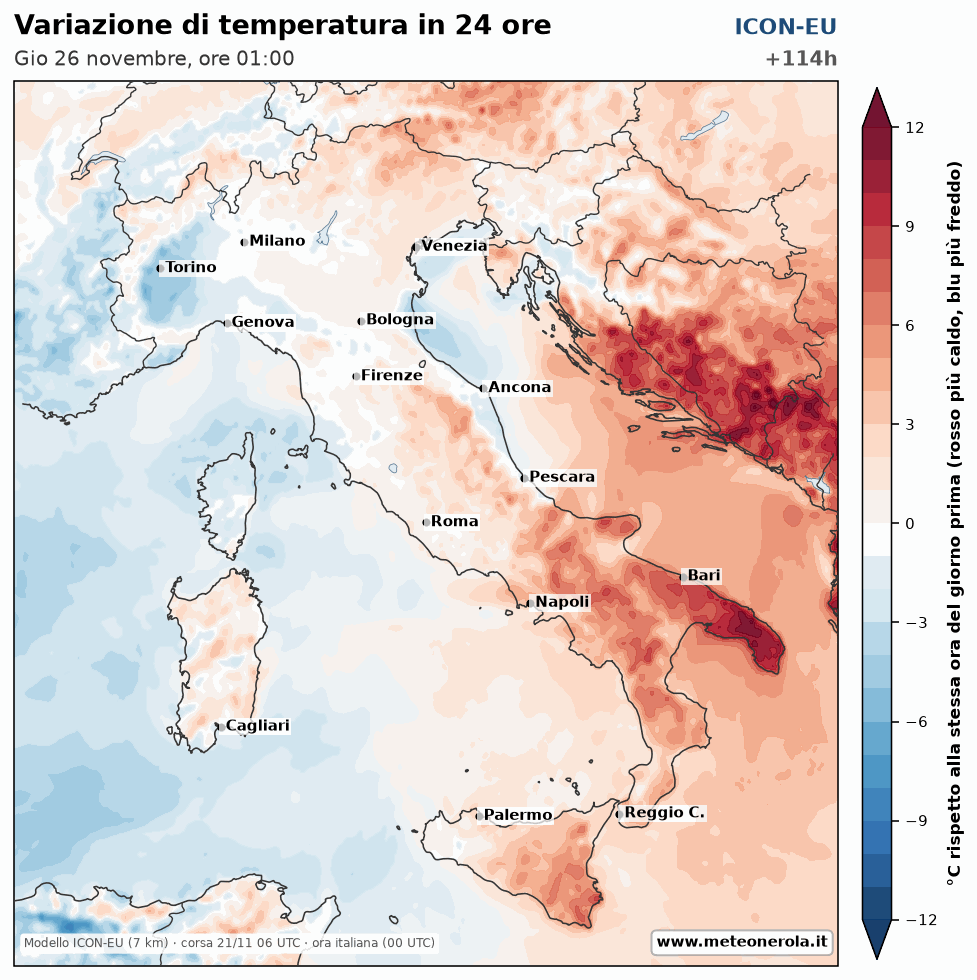 Variazione di temperatura in 24 ore
ICON-EU
Gio 26 novembre, ore 01:00
+114h
Milano
Venezia
Torino
Genova
Bologna
Firenze
Ancona
Pescara
Roma
Bari
Napoli
Cagliari
Palermo
Reggio C.
Modello ICON-EU (7 km) · corsa 21/11 06 UTC · ora italiana (00 UTC)
www.meteonerola.it
12
9
6
3
0
−3
−6
−9
−12
°C rispetto alla stessa ora del giorno prima (rosso più caldo, blu più freddo)